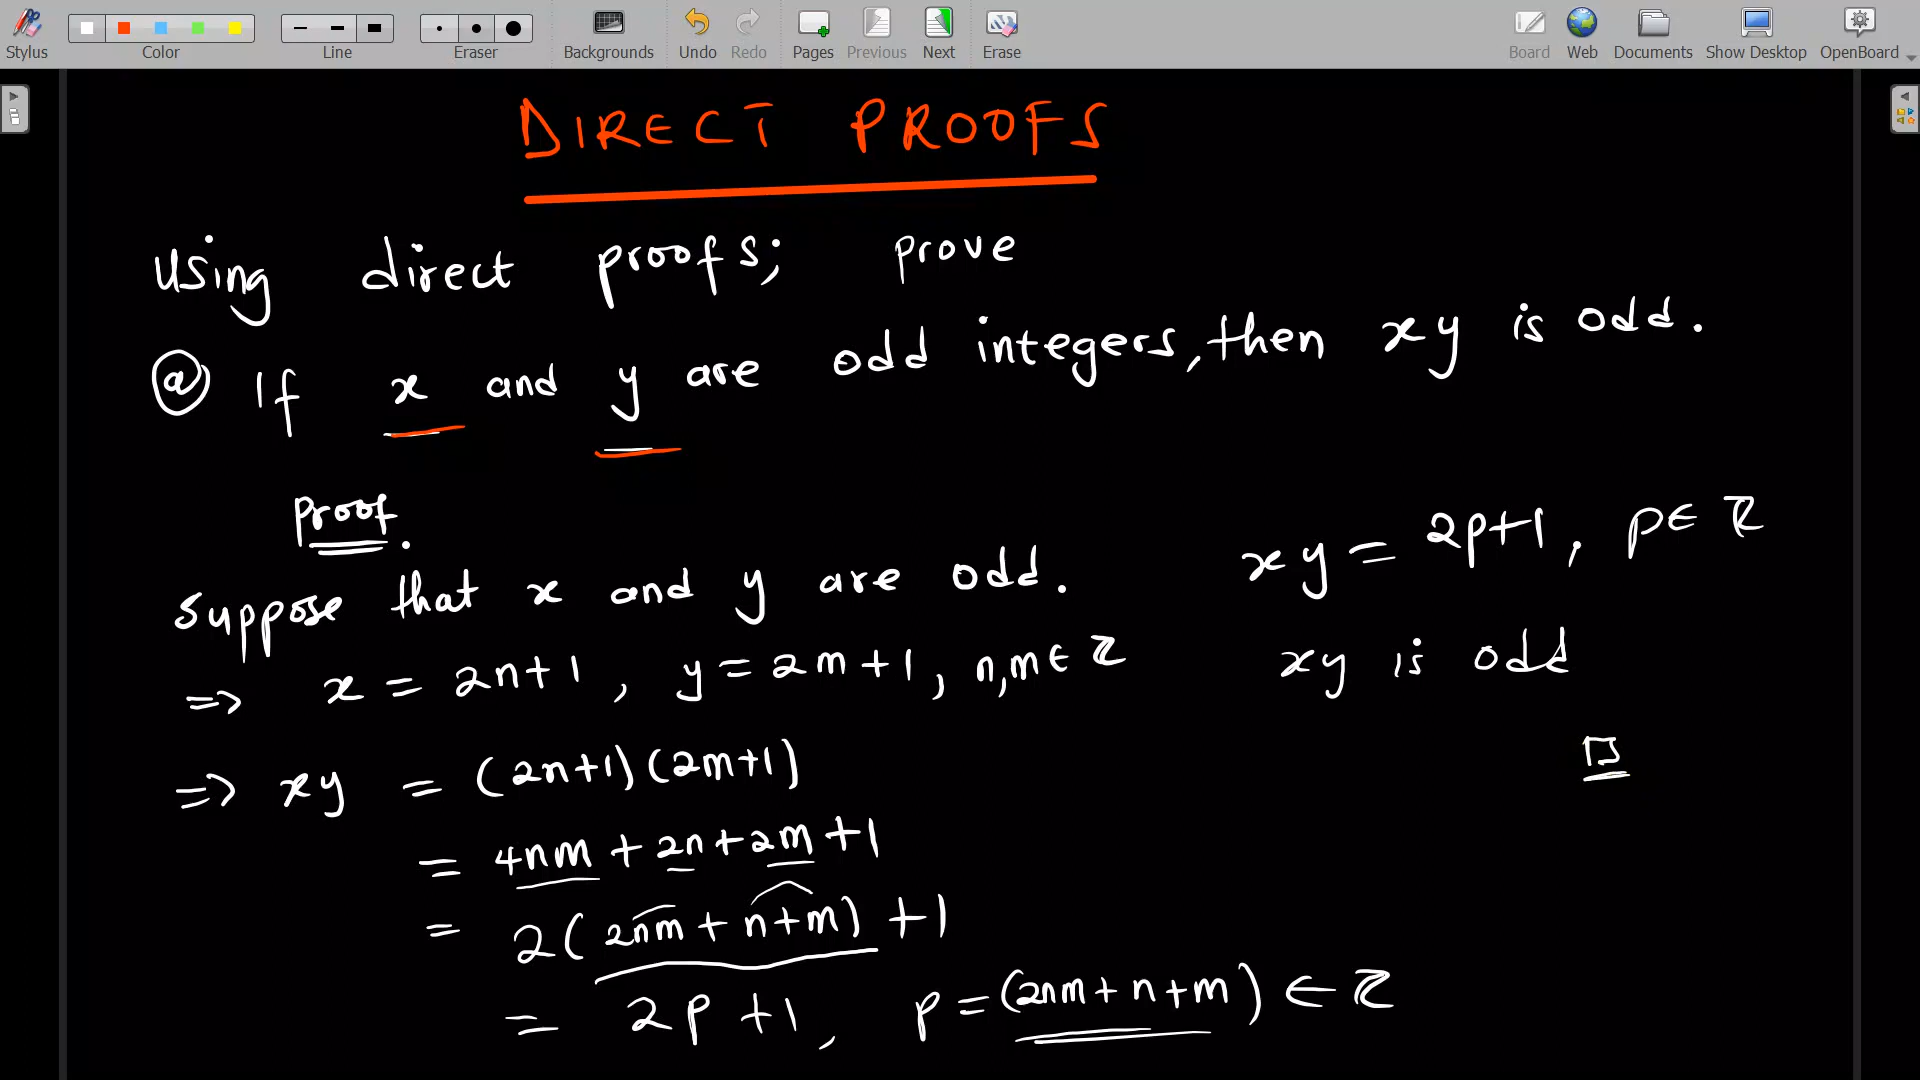 Stylus Color Line Eraser Backgrounds Undo Redo Pages Previous Next Erase Board Web Documents Show Desktop OpenBoard
DIRECT PROOFS
Using direct proofs; prove
ⓐ If x and y are odd integers, then xy is odd.
Proof.
Suppose that x and y are odd.
=> x = 2n+1, y = 2m+1, n,m ∈ ℤ
=> xy = (2n+1)(2m+1)
= 4nm + 2n + 2m + 1
= 2(2nm + n+m) + 1
= 2p+1, p = (2nm + n + m) ∈ ℤ
xy = 2p+1, p ∈ ℤ
xy is odd